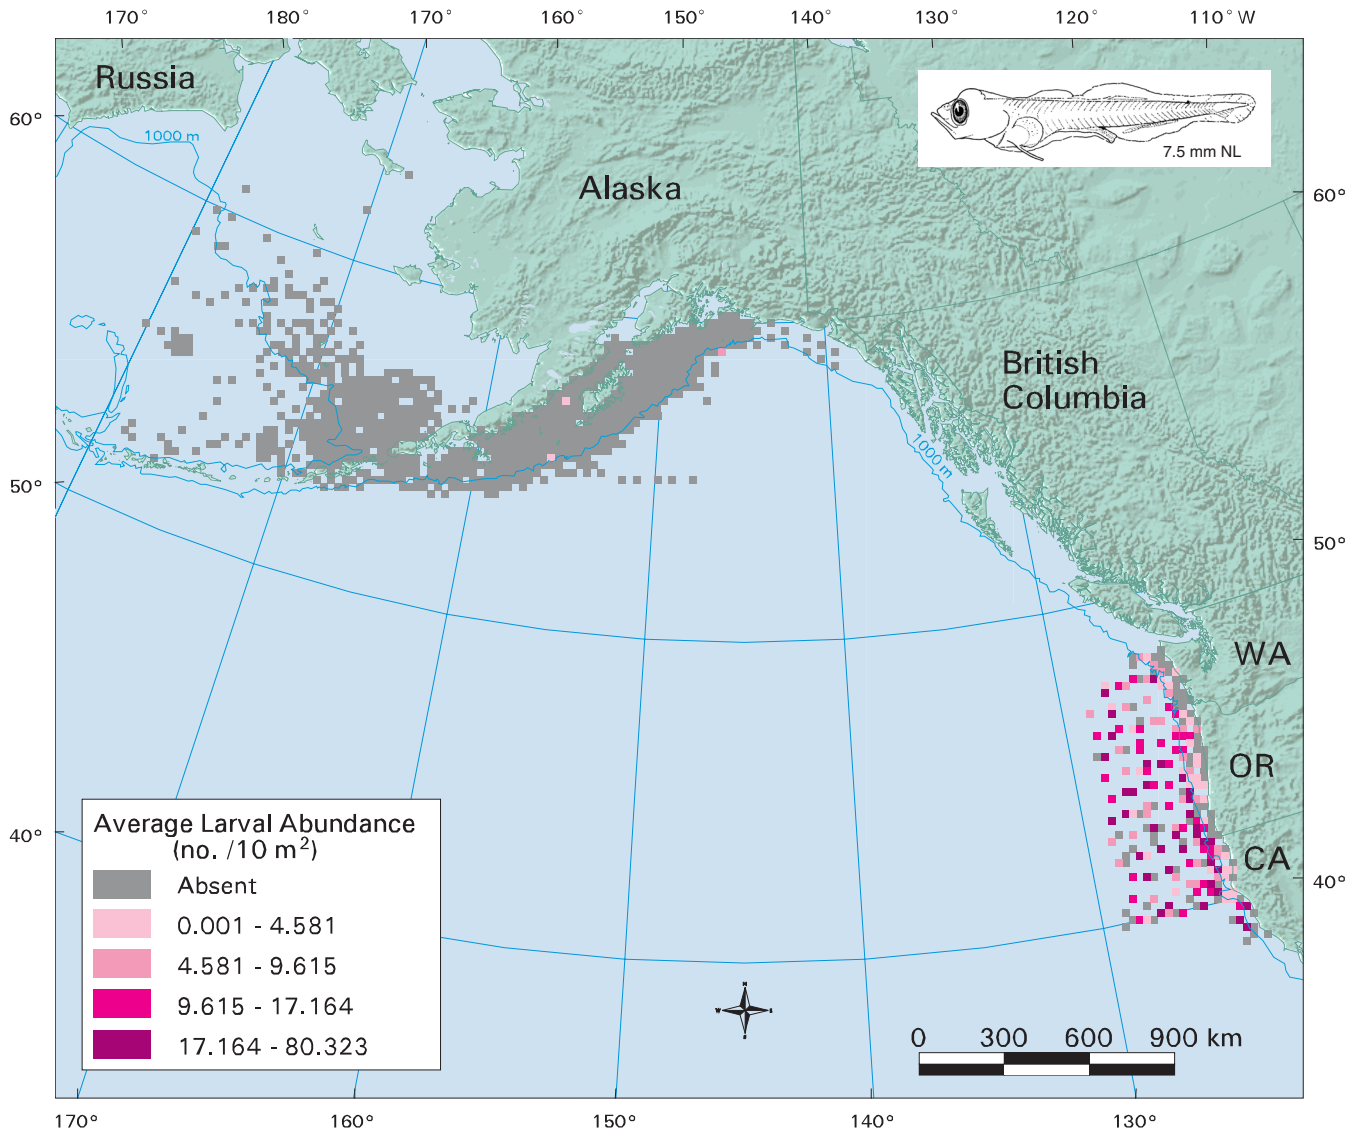 170° 180° 170° 160° 150° 140° 130° 120° 110° W
Russia
60°
1000 m
7.5 mm NL
Alaska
60°
British
Columbia
1000 m
50°
50°
WA
OR
Average Larval Abundance
(no. /10 m²)
40°
CA
Absent
40°
0.001 - 4.581
4.581 - 9.615
9.615 - 17.164
17.164 - 80.323
N
W
S
0 300 600 900 km
170° 160° 150° 140° 130°